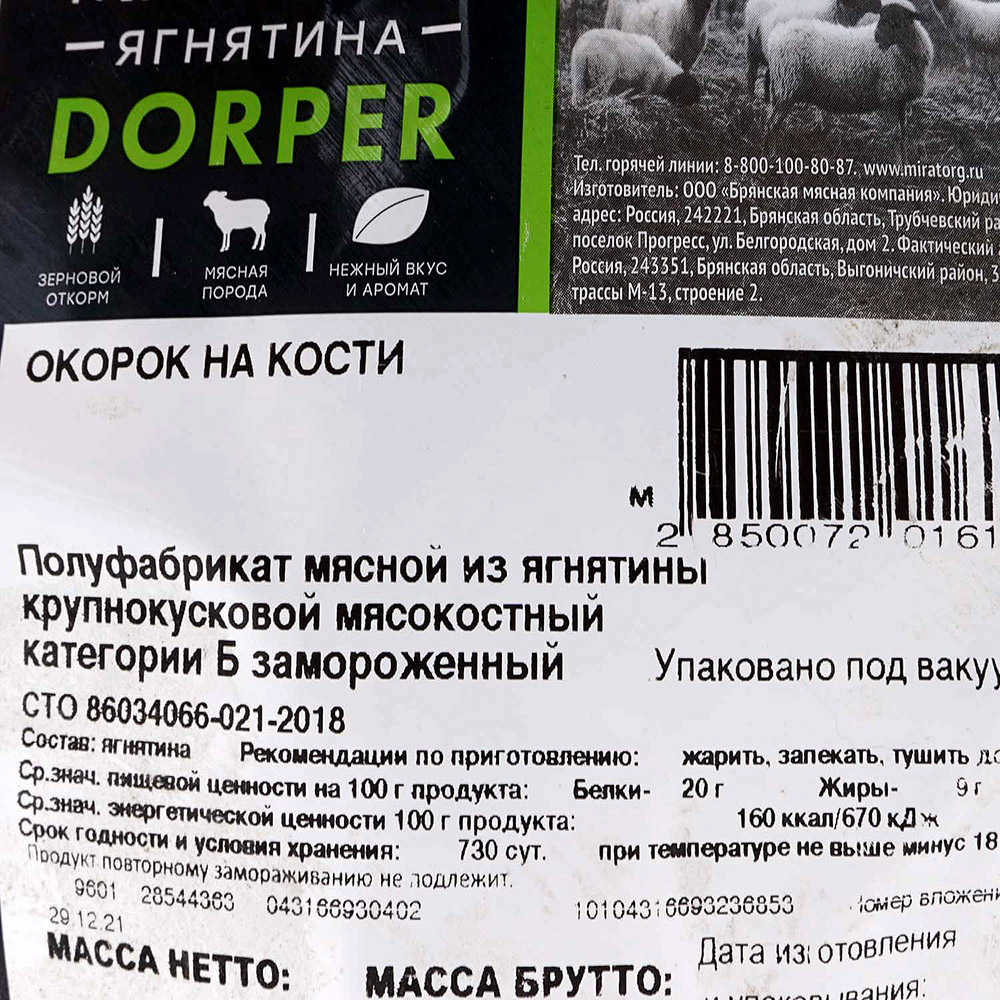 ЯГНЯТИНА
DORPER
ЗЕРНОВОЙ
ОТКОРМ
МЯСНАЯ
ПОРОДА
НЕЖНЫЙ ВКУС
И АРОМАТ
Тел. горячей линии: 8-800-100-80-87. www.miratorg.ru
Изготовитель: ООО «Брянская мясная компания». Юриди
адрес: Россия, 242221, Брянская область, Трубчевский ра
поселок Прогресс, ул. Белгородская, дом 2. Фактический
Россия, 243351, Брянская область, Выгоничский район, 3
трассы М-13, строение 2.
ОКОРОК НА КОСТИ
М
2 850072 0161
Полуфабрикат мясной из ягнятины
крупнокусковой мясокостный
категории Б замороженный
Упаковано под ваку
СТО 86034066-021-2018
Состав: ягнятина Рекомендации по приготовлению: жарить, запекать, тушить до
Ср.знач. пищевой ценности на 100 г продукта: Белки- 20 г Жиры- 9 г
Ср.знач. энергетической ценности 100 г продукта: 160 ккал/670 кДж
Срок годности и условия хранения: 730 сут. при температуре не выше минус 18
Продукт повторному замораживанию не подлежит.
9601 28544363 043166930402 10104316693236853 Номер вложени
29.12.21
МАССА НЕТТО: МАССА БРУТТО:
Дата изготовления
и упаковывания: